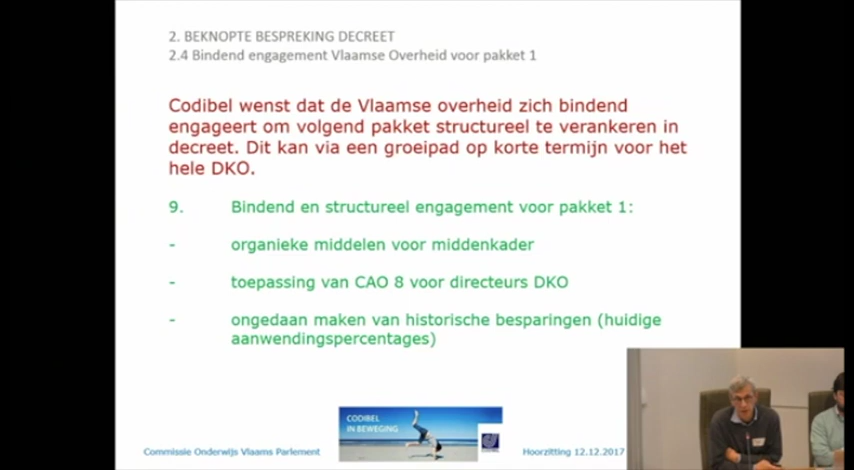 2. BEKNOPTE BESPREKING DECREET
2.4 Bindend engagement Vlaamse Overheid voor pakket 1
Codibel wenst dat de Vlaamse overheid zich bindend
engageert om volgend pakket structureel te verankeren in
decreet. Dit kan via een groeipad op korte termijn voor het
hele DKO.
9. Bindend en structureel engagement voor pakket 1:
- organieke middelen voor middenkader
- toepassing van CAO 8 voor directeurs DKO
- ongedaan maken van historische besparingen (huidige
aanwendingspercentages)
CODIBEL
IN BEWEGING
Commissie Onderwijs Vlaams Parlement
Hoorzitting 12.12.2017